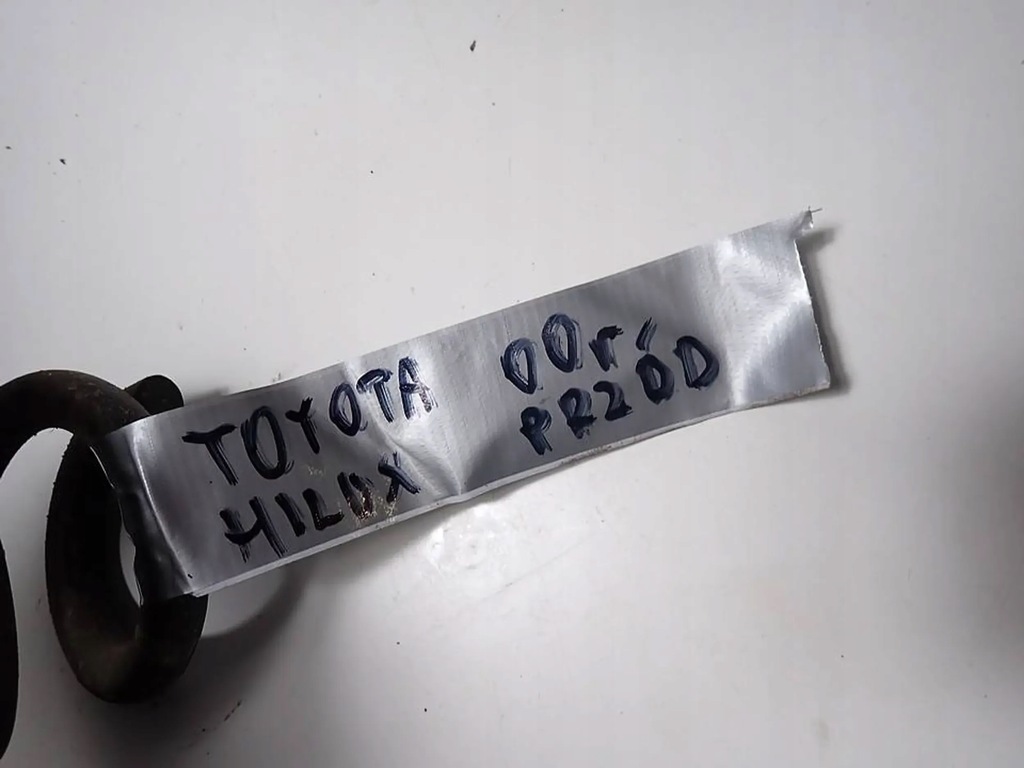 TOYOTA 00r
HILUX PRZÓD